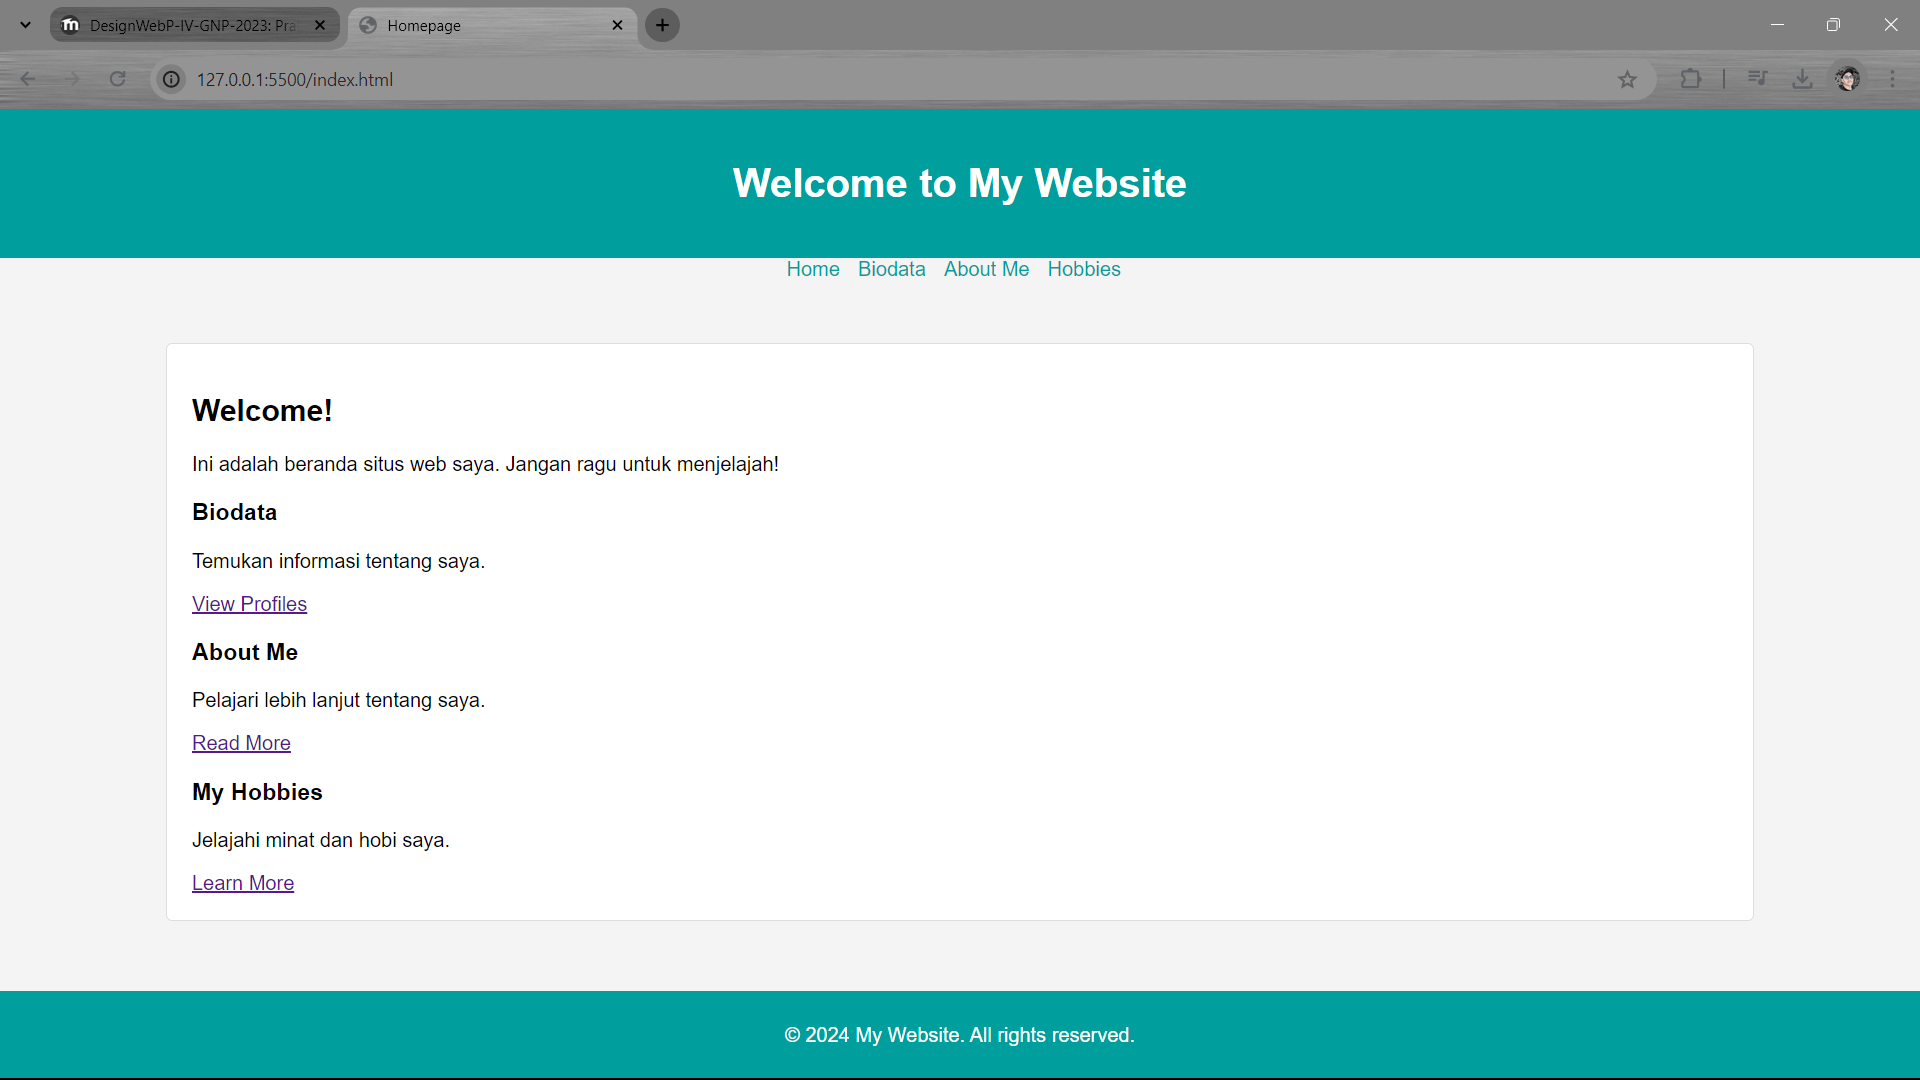 DesignWebP-IV-GNP-2023: Pra
Homepage
127.0.0.1:5500/index.html
Welcome to My Website
Home Biodata About Me Hobbies
Welcome!
Ini adalah beranda situs web saya. Jangan ragu untuk menjelajah!
Biodata
Temukan informasi tentang saya.
View Profiles
About Me
Pelajari lebih lanjut tentang saya.
Read More
My Hobbies
Jelajahi minat dan hobi saya.
Learn More
© 2024 My Website. All rights reserved.